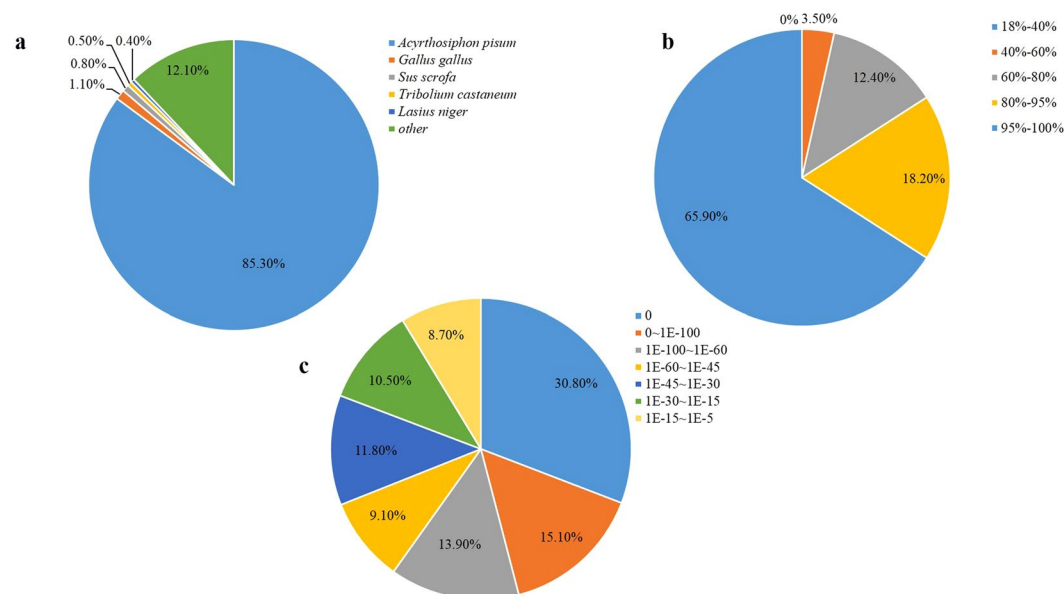 a
0.50%
0.40%
0.80%
1.10%
12.10%
85.30%
Acyrthosiphon pisum
Gallus gallus
Sus scrofa
Tribolium castaneum
Lasius niger
other
b
0%
3.50%
12.40%
18.20%
65.90%
18%-40%
40%-60%
60%-80%
80%-95%
95%-100%
c
8.70%
30.80%
10.50%
11.80%
9.10%
13.90%
15.10%
0
0~1E-100
1E-100~1E-60
1E-60~1E-45
1E-45~1E-30
1E-30~1E-15
1E-15~1E-5